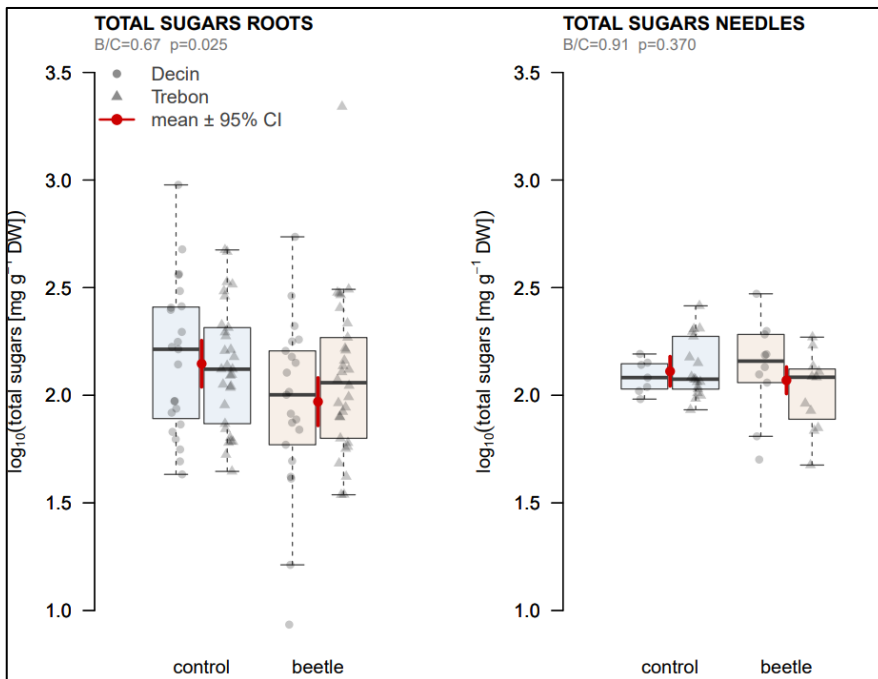 TOTAL SUGARS ROOTS
B/C=0.67 p=0.025
3.5
3.0
2.5
2.0
1.5
1.0
log₁₀(total sugars [mg g⁻¹ DW])
Decin
Trebon
mean ± 95% CI
control
beetle
TOTAL SUGARS NEEDLES
B/C=0.91 p=0.370
3.5
3.0
2.5
2.0
1.5
1.0
log₁₀(total sugars [mg g⁻¹ DW])
control
beetle